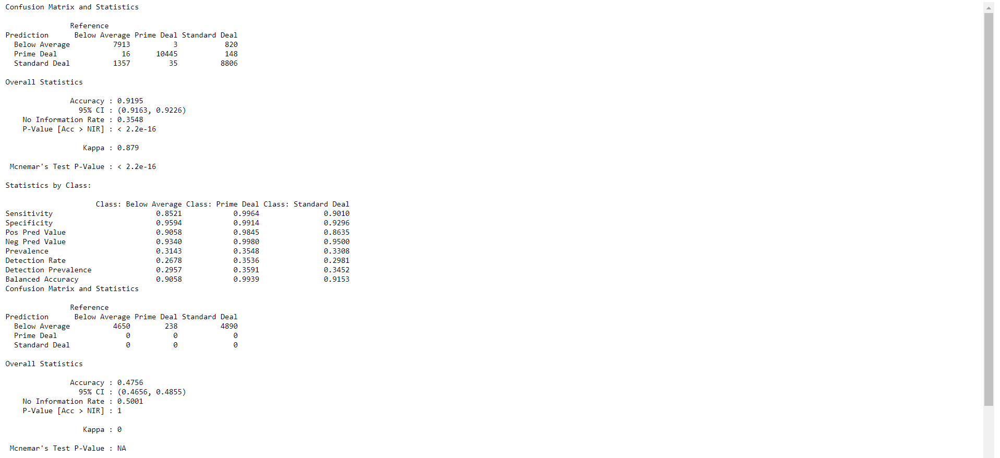 Confusion Matrix and Statistics
Reference
Prediction Below Average Prime Deal Standard Deal
Below Average 7913 3 820
Prime Deal 16 10445 148
Standard Deal 1357 35 8806
Overall Statistics
Accuracy : 0.9195
95% CI : (0.9163, 0.9226)
No Information Rate : 0.3548
P-Value [Acc > NIR] : < 2.2e-16
Kappa : 0.879
Mcnemar's Test P-Value : < 2.2e-16
Statistics by Class:
Class: Below Average Class: Prime Deal Class: Standard Deal
Sensitivity 0.8521 0.9964 0.9010
Specificity 0.9594 0.9914 0.9296
Pos Pred Value 0.9058 0.9845 0.8635
Neg Pred Value 0.9340 0.9980 0.9500
Prevalence 0.3143 0.3548 0.3308
Detection Rate 0.2678 0.3536 0.2981
Detection Prevalence 0.2957 0.3591 0.3452
Balanced Accuracy 0.9058 0.9939 0.9153
Confusion Matrix and Statistics
Reference
Prediction Below Average Prime Deal Standard Deal
Below Average 4650 238 4890
Prime Deal 0 0 0
Standard Deal 0 0 0
Overall Statistics
Accuracy : 0.4756
95% CI : (0.4656, 0.4855)
No Information Rate : 0.5001
P-Value [Acc > NIR] : 1
Kappa : 0
Mcnemar's Test P-Value : NA